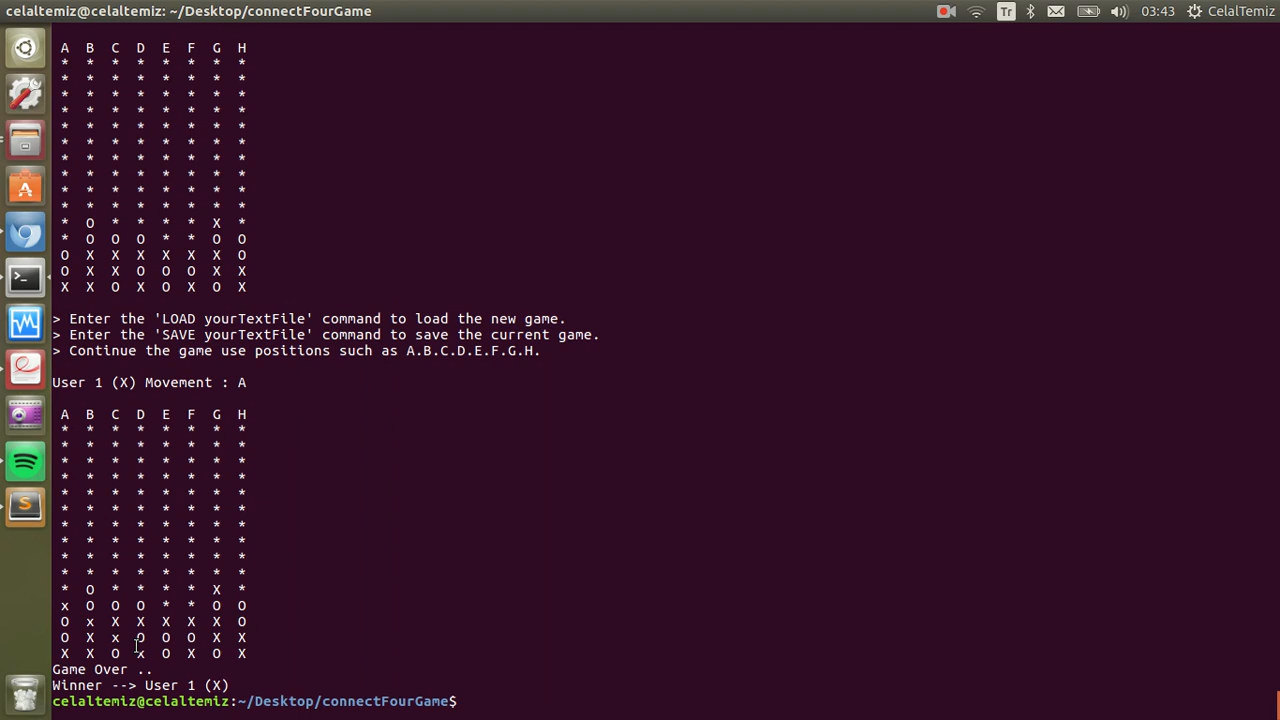 celaltemiz@celaltemiz: ~/Desktop/connectFourGame Tr 03:43 CelalTemiz
A B C D E F G H
* * * * * * * *
* * * * * * * *
* * * * * * * *
* * * * * * * *
* * * * * * * *
* * * * * * * *
* * * * * * * *
* * * * * * * *
* * * * * * * *
* * * * * * * *
* O * * * * X *
* O O O * * O O
O X X X X X X O
O X X O O O X X
X X O X O X O X
> Enter the 'LOAD yourTextFile' command to load the new game.
> Enter the 'SAVE yourTextFile' command to save the current game.
> Continue the game use positions such as A.B.C.D.E.F.G.H.
User 1 (X) Movement : A
A B C D E F G H
* * * * * * * *
* * * * * * * *
* * * * * * * *
* * * * * * * *
* * * * * * * *
* * * * * * * *
* * * * * * * *
* * * * * * * *
* * * * * * * *
* * * * * * * *
* O * * * * X *
x O O O * * O O
O x X X X X X O
O X x O O O X X
X X O x O X O X
Game Over ..
Winner --> User 1 (X)
celaltemiz@celaltemiz:~/Desktop/connectFourGame$